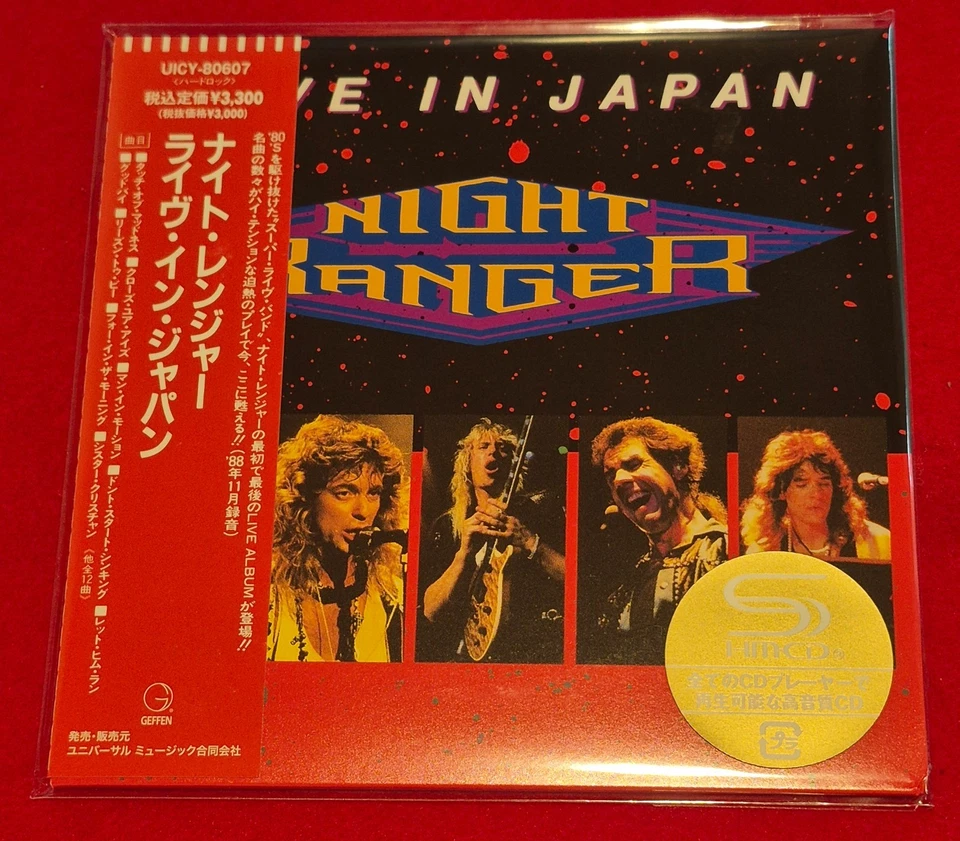 UICY-80607
〈ハードロック〉
税込定価¥3,300
(税抜価格¥3,000)
'80'Sを駆け抜けた“スーパー・ライヴ・バンド”、ナイト・レンジャーの最初で最後のLIVE ALBUMが登場!!
名曲の数々がハイ・テンションな迫熱のプレイで今、ここに甦える!!('88年11月録音)
ナイト・レンジャー
ライヴ・イン・ジャパン
曲目
■タッチ・オブ・マッドネス ■クローズ・ユア・アイズ ■マン・イン・モーション ■ドント・スタート・シンキング ■レット・ヒム・ラン
■グッドバイ ■リーズン・トゥ・ビー ■フォー・イン・ザ・モーニング ■シスター・クリスチャン 〈他全12曲〉
GEFFEN
発売・販売元
ユニバーサル ミュージック合同会社
VE IN JAPAN
NIGHT
RANGER
SHM-CD
全てのCDプレーヤーで
再生可能な高音質CD
プラ